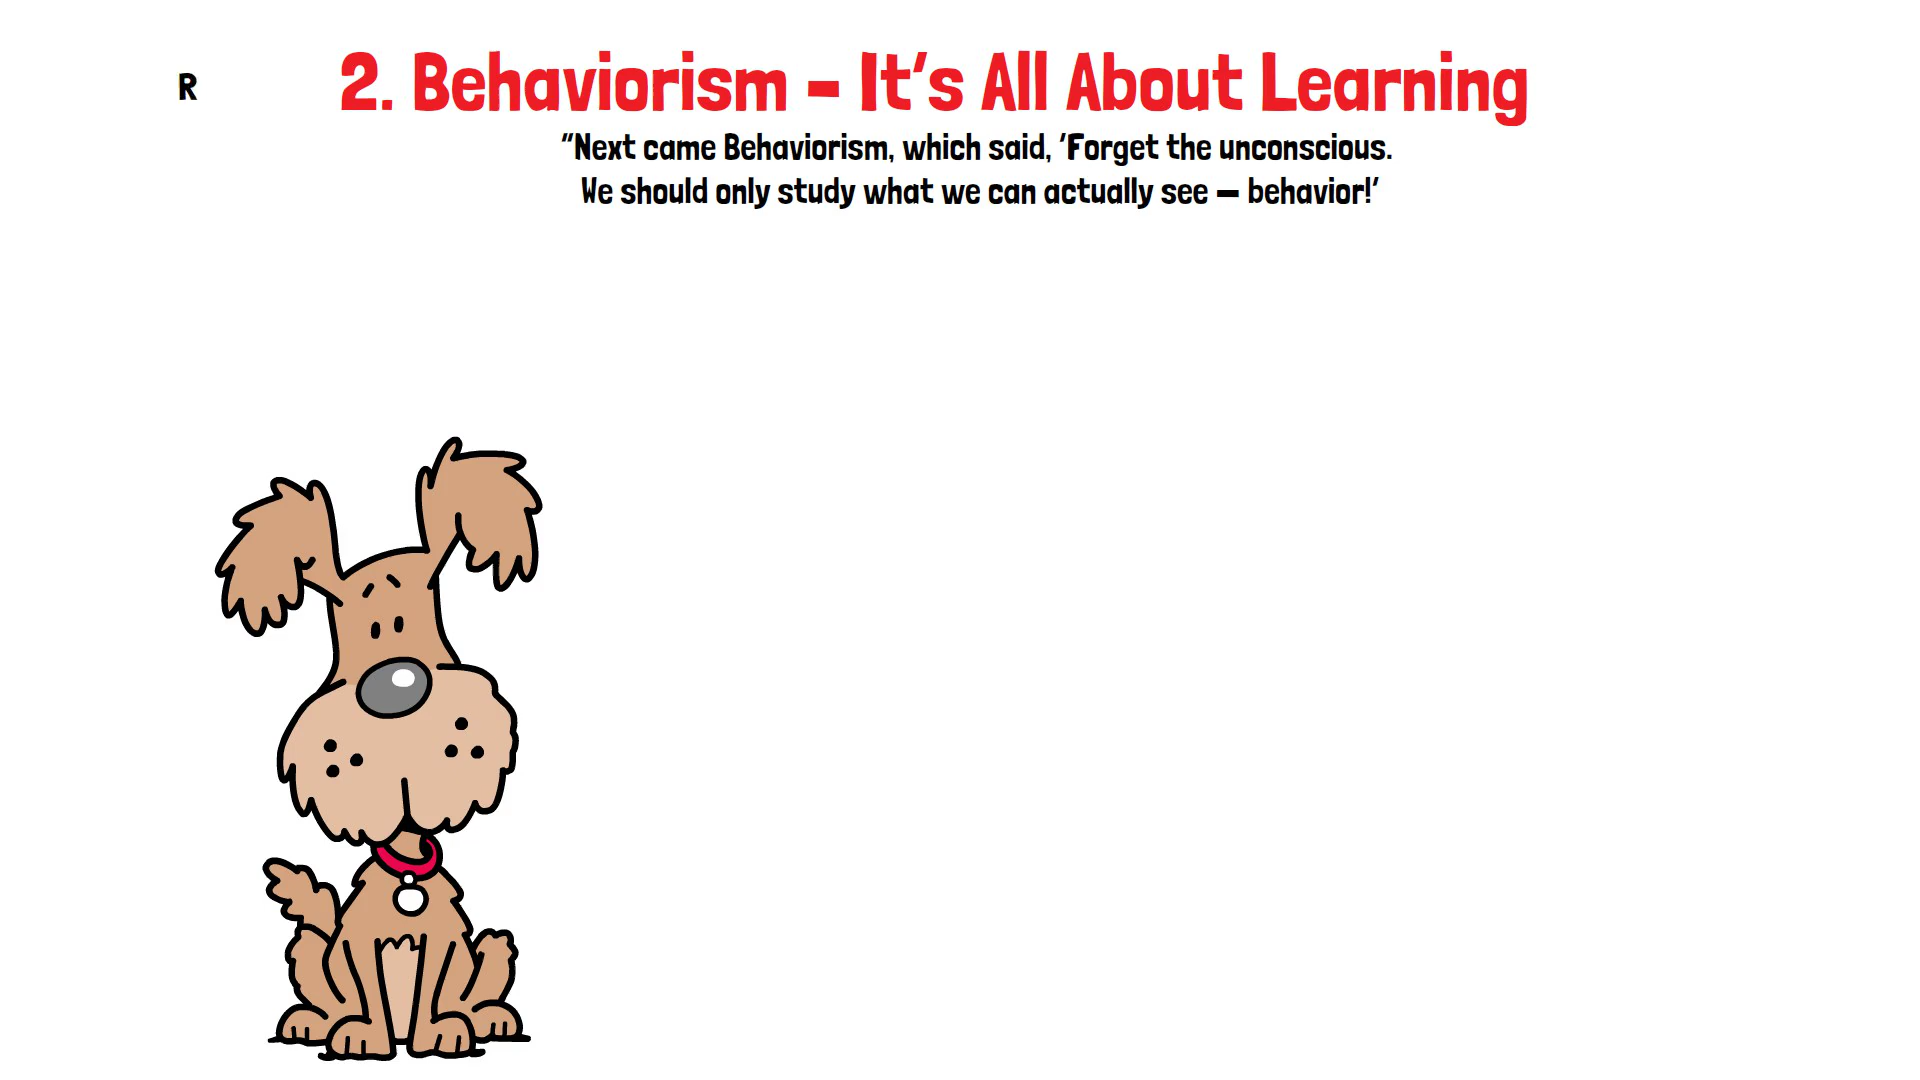 R
2. Behaviorism – It's All About Learning
"Next came Behaviorism, which said, 'Forget the unconscious.
We should only study what we can actually see — behavior!'